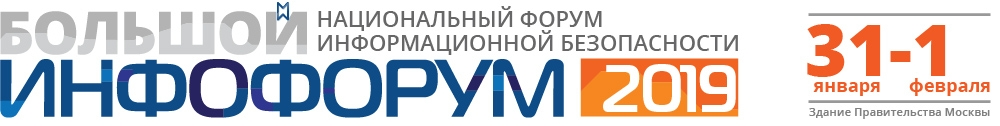 БОЛЬШОЙ
НАЦИОНАЛЬНЫЙ ФОРУМ
ИНФОРМАЦИОННОЙ БЕЗОПАСНОСТИ
ИНФОФОРУМ 2019
31-1
января февраля
Здание Правительства Москвы